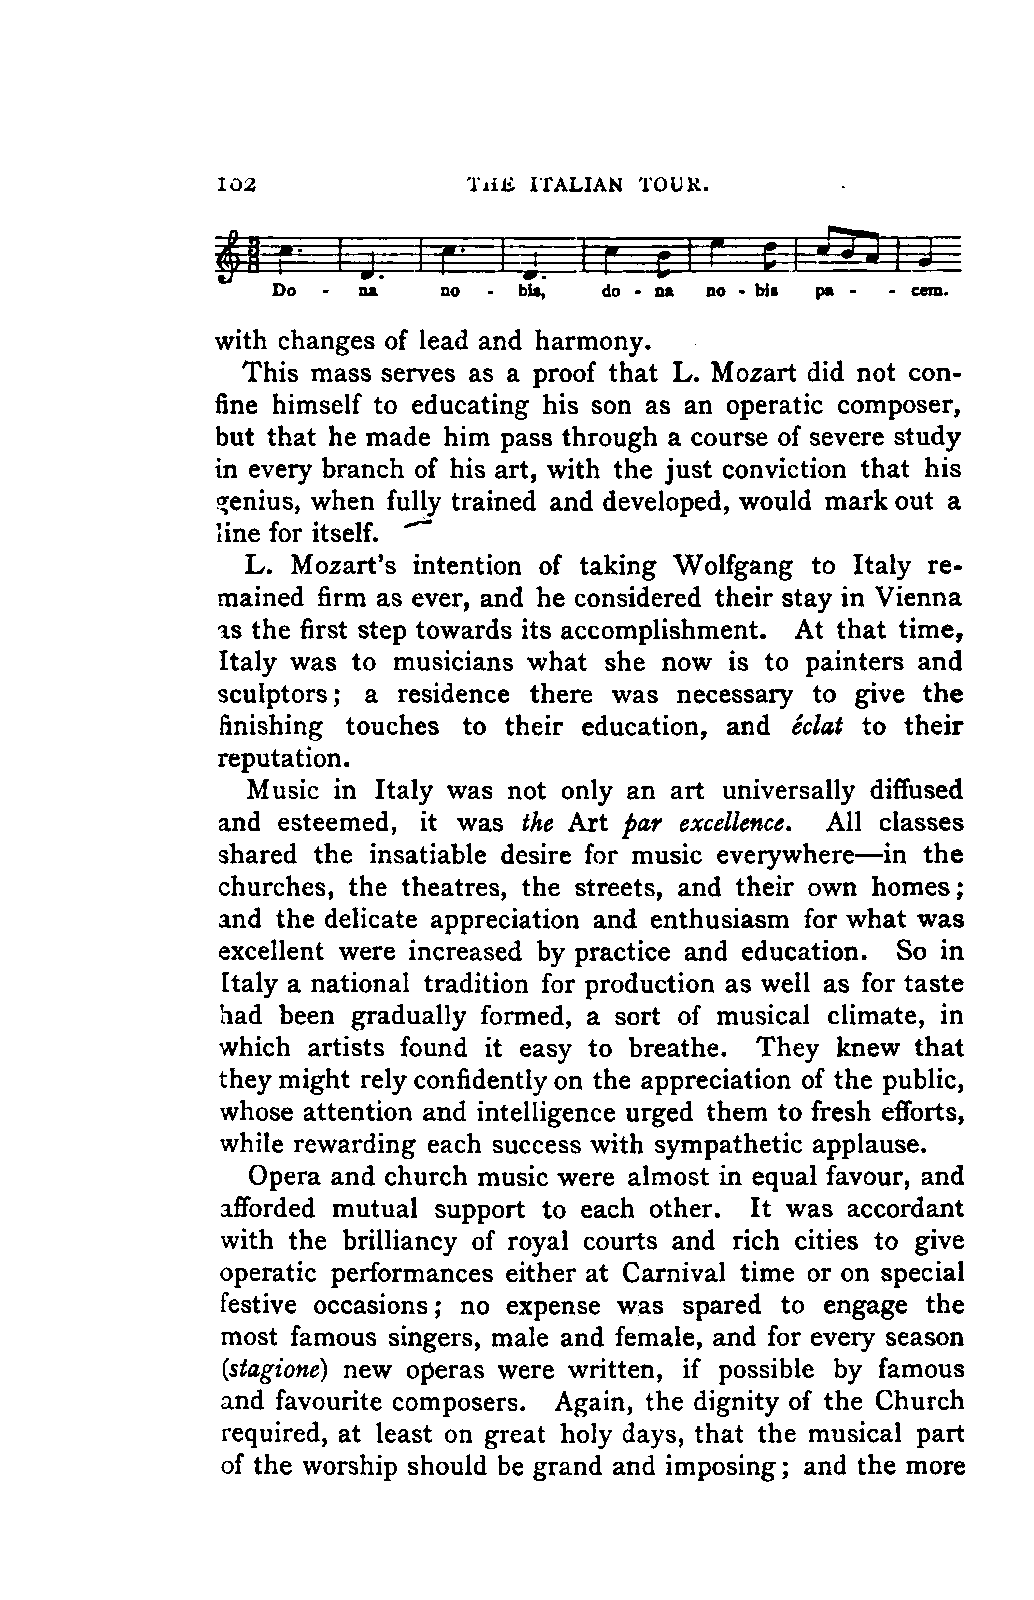 102 THE ITALIAN TOUR.
Do - na no - bis, do - na no - bis pa - - cem.
with changes of lead and harmony.
This mass serves as a proof that L. Mozart did not con-
fine himself to educating his son as an operatic composer,
but that he made him pass through a course of severe study
in every branch of his art, with the just conviction that his
genius, when fully trained and developed, would mark out a
line for itself.
L. Mozart's intention of taking Wolfgang to Italy re-
mained firm as ever, and he considered their stay in Vienna
as the first step towards its accomplishment. At that time,
Italy was to musicians what she now is to painters and
sculptors; a residence there was necessary to give the
finishing touches to their education, and éclat to their
reputation.
Music in Italy was not only an art universally diffused
and esteemed, it was the Art par excellence. All classes
shared the insatiable desire for music everywhere—in the
churches, the theatres, the streets, and their own homes;
and the delicate appreciation and enthusiasm for what was
excellent were increased by practice and education. So in
Italy a national tradition for production as well as for taste
had been gradually formed, a sort of musical climate, in
which artists found it easy to breathe. They knew that
they might rely confidently on the appreciation of the public,
whose attention and intelligence urged them to fresh efforts,
while rewarding each success with sympathetic applause.
Opera and church music were almost in equal favour, and
afforded mutual support to each other. It was accordant
with the brilliancy of royal courts and rich cities to give
operatic performances either at Carnival time or on special
festive occasions; no expense was spared to engage the
most famous singers, male and female, and for every season
(stagione) new operas were written, if possible by famous
and favourite composers. Again, the dignity of the Church
required, at least on great holy days, that the musical part
of the worship should be grand and imposing; and the more